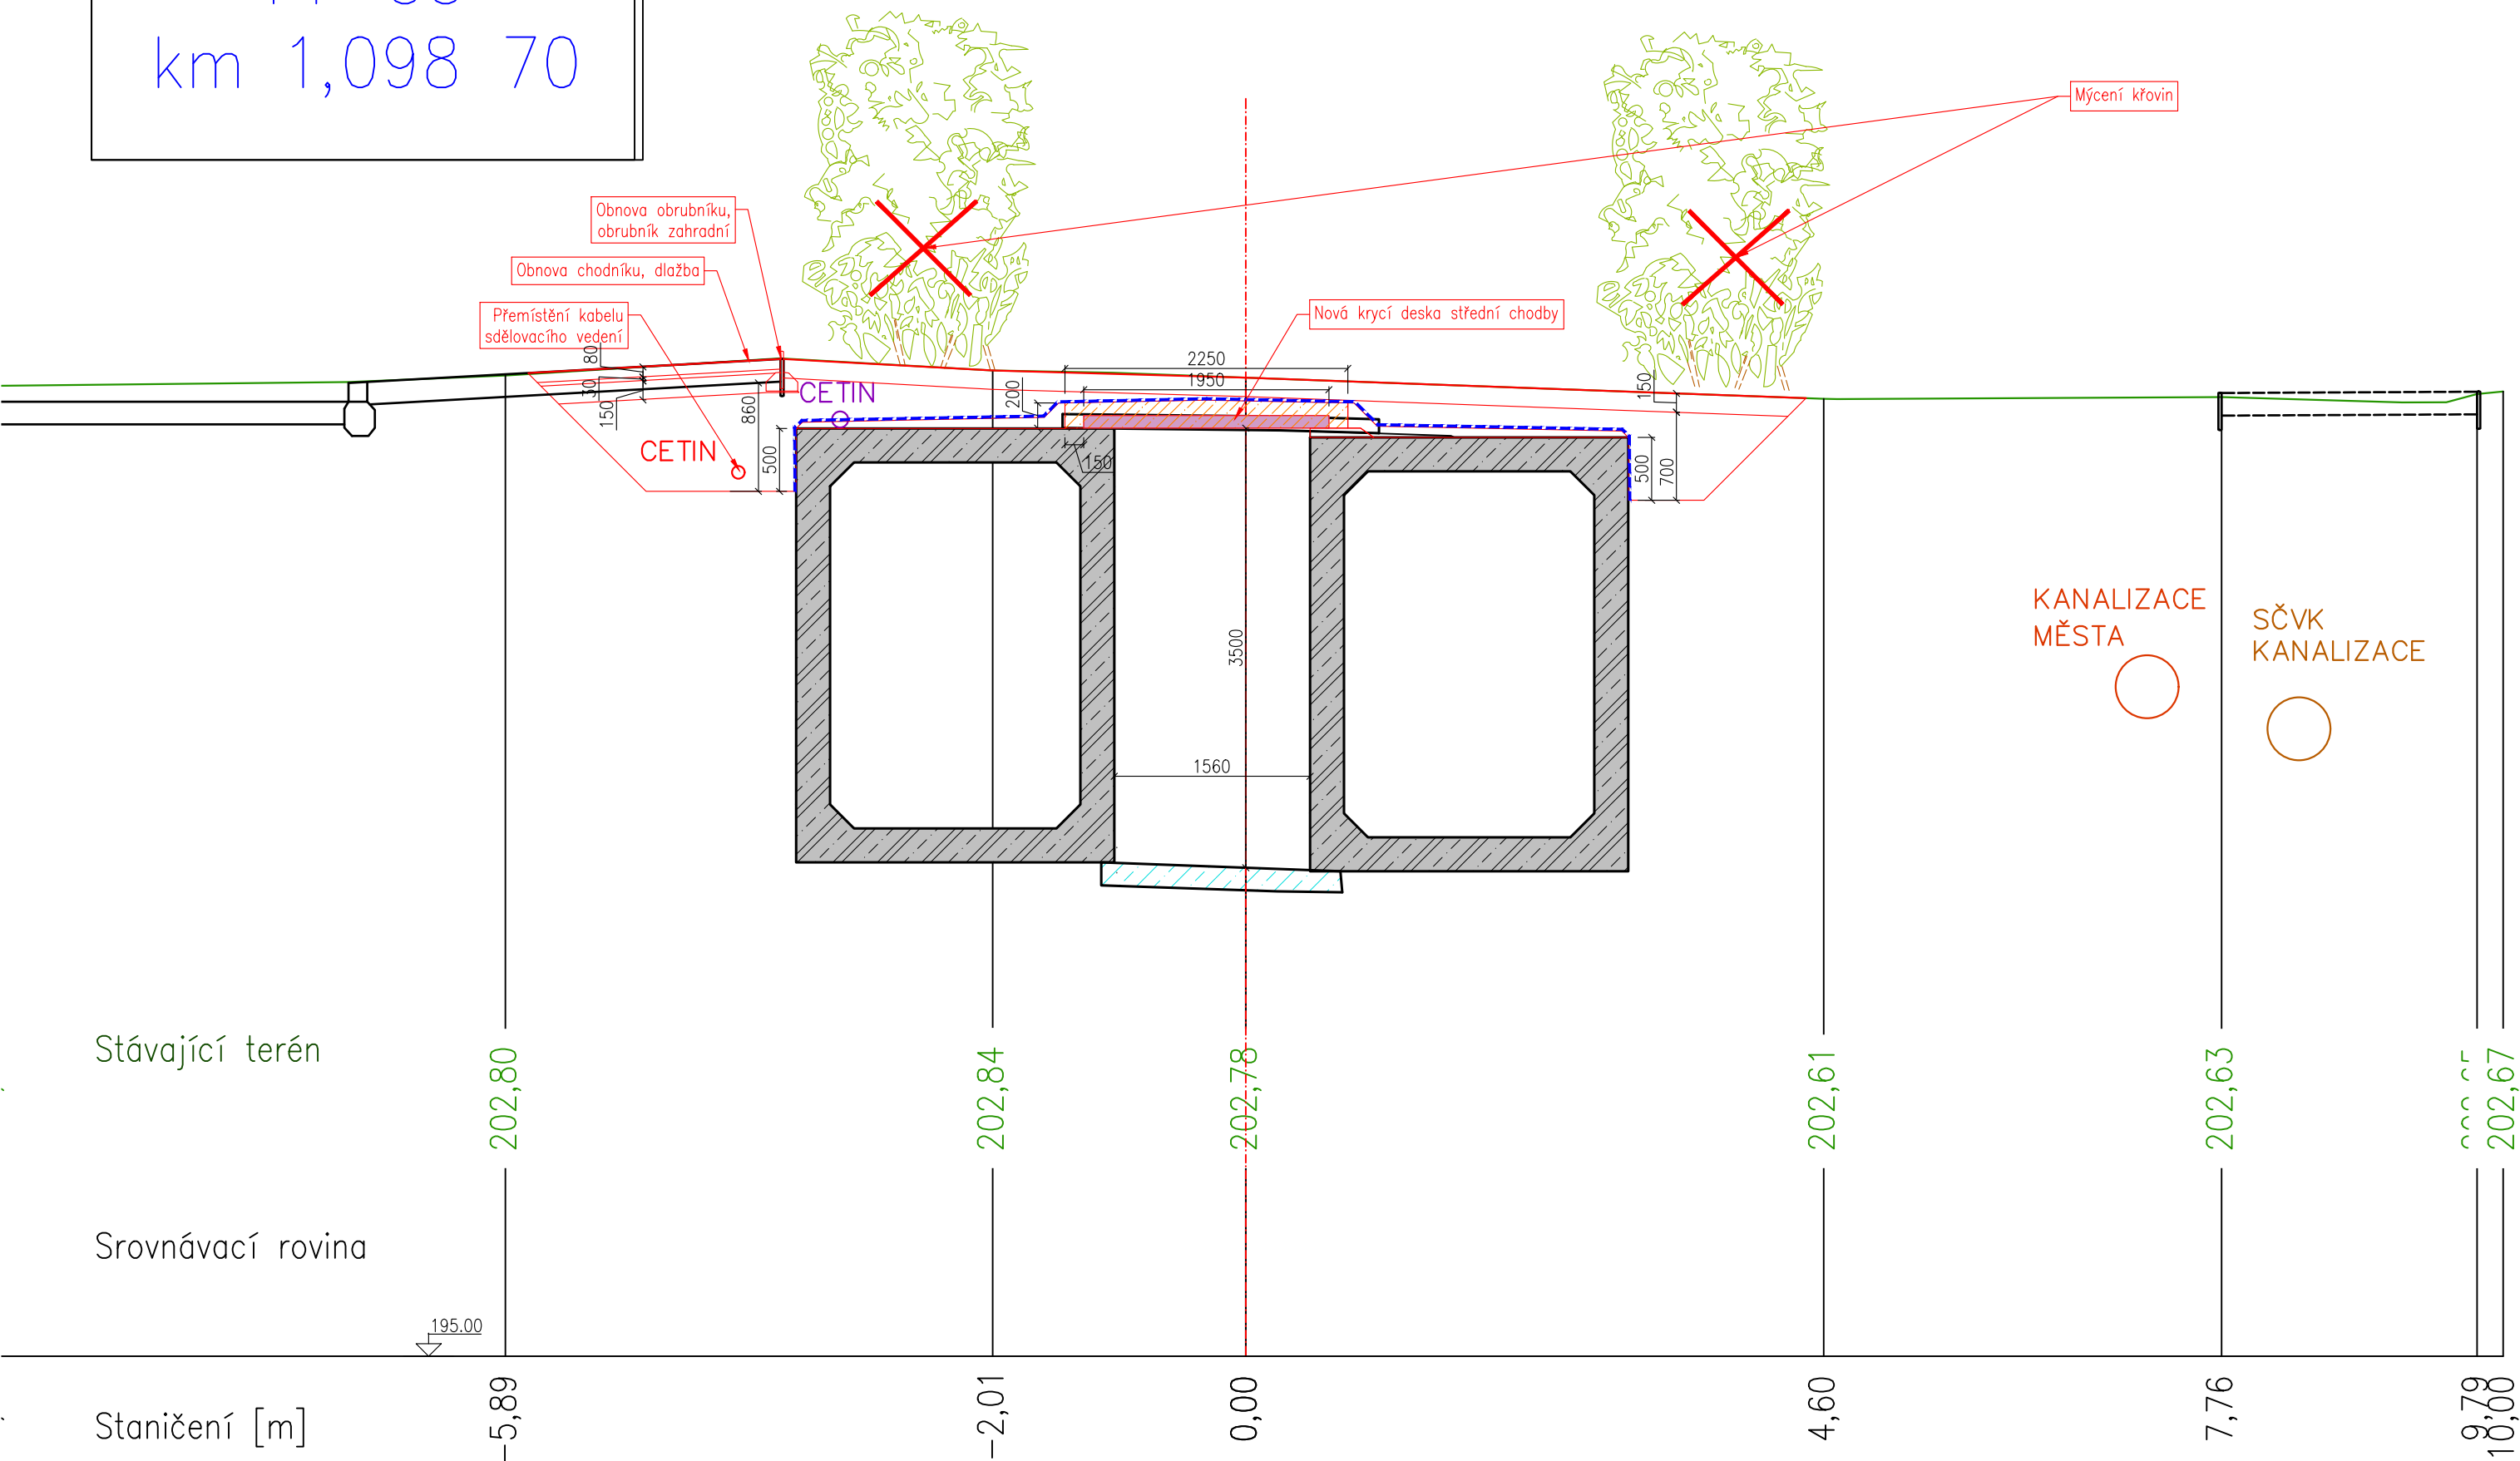 km 1,098 70
Mýcení křovin
Obnova obrubníku,
obrubník zahradní
Obnova chodníku, dlažba
Přemístění kabelu
sdělovacího vedení
Nová krycí deska střední chodby
80
30
150
860
500
CETIN
CETIN
200
2250
1950
150
150
500
700
3500
1560
KANALIZACE
MĚSTA
SČVK
KANALIZACE
Stávající terén
202,80
202,84
202,78
202,61
202,63
202,67
Srovnávací rovina
195.00
Staničení [m]
-5,89
-2,01
0,00
4,60
7,76
9,79
10,00